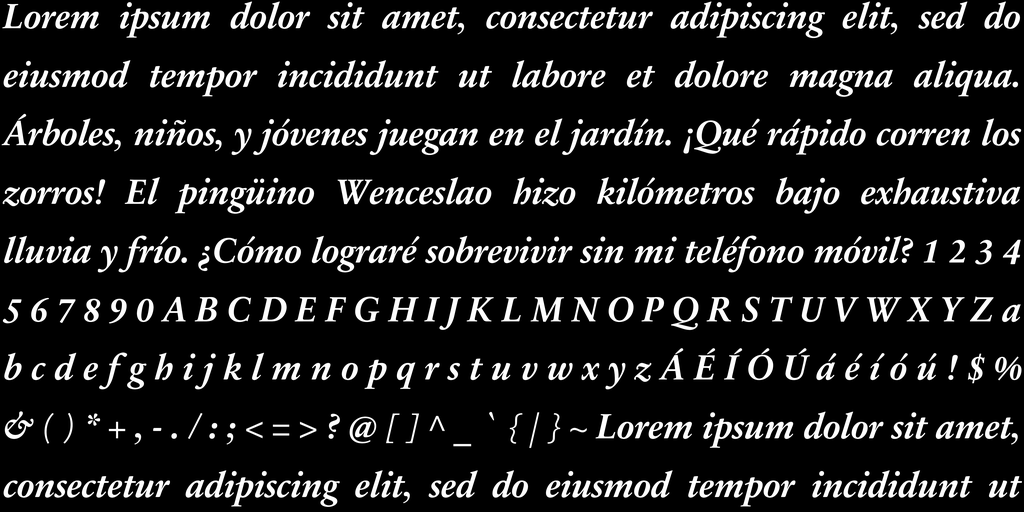 Lorem ipsum dolor sit amet, consectetur adipiscing elit, sed do
eiusmod tempor incididunt ut labore et dolore magna aliqua.
Árboles, niños, y jóvenes juegan en el jardín. ¡Qué rápido corren los
zorros! El pingüino Wenceslao hizo kilómetros bajo exhaustiva
lluvia y frío. ¿Cómo lograré sobrevivir sin mi teléfono móvil? 1 2 3 4
5 6 7 8 9 0 A B C D E F G H I J K L M N O P Q R S T U V W X Y Z a
b c d e f g h i j k l m n o p q r s t u v w x y z Á É Í Ó Ú á é í ó ú ! $ %
& ( ) * + , - . / : ; < = > ? @ [ ] ^ _ ` { | } ~ Lorem ipsum dolor sit amet,
consectetur adipiscing elit, sed do eiusmod tempor incididunt ut